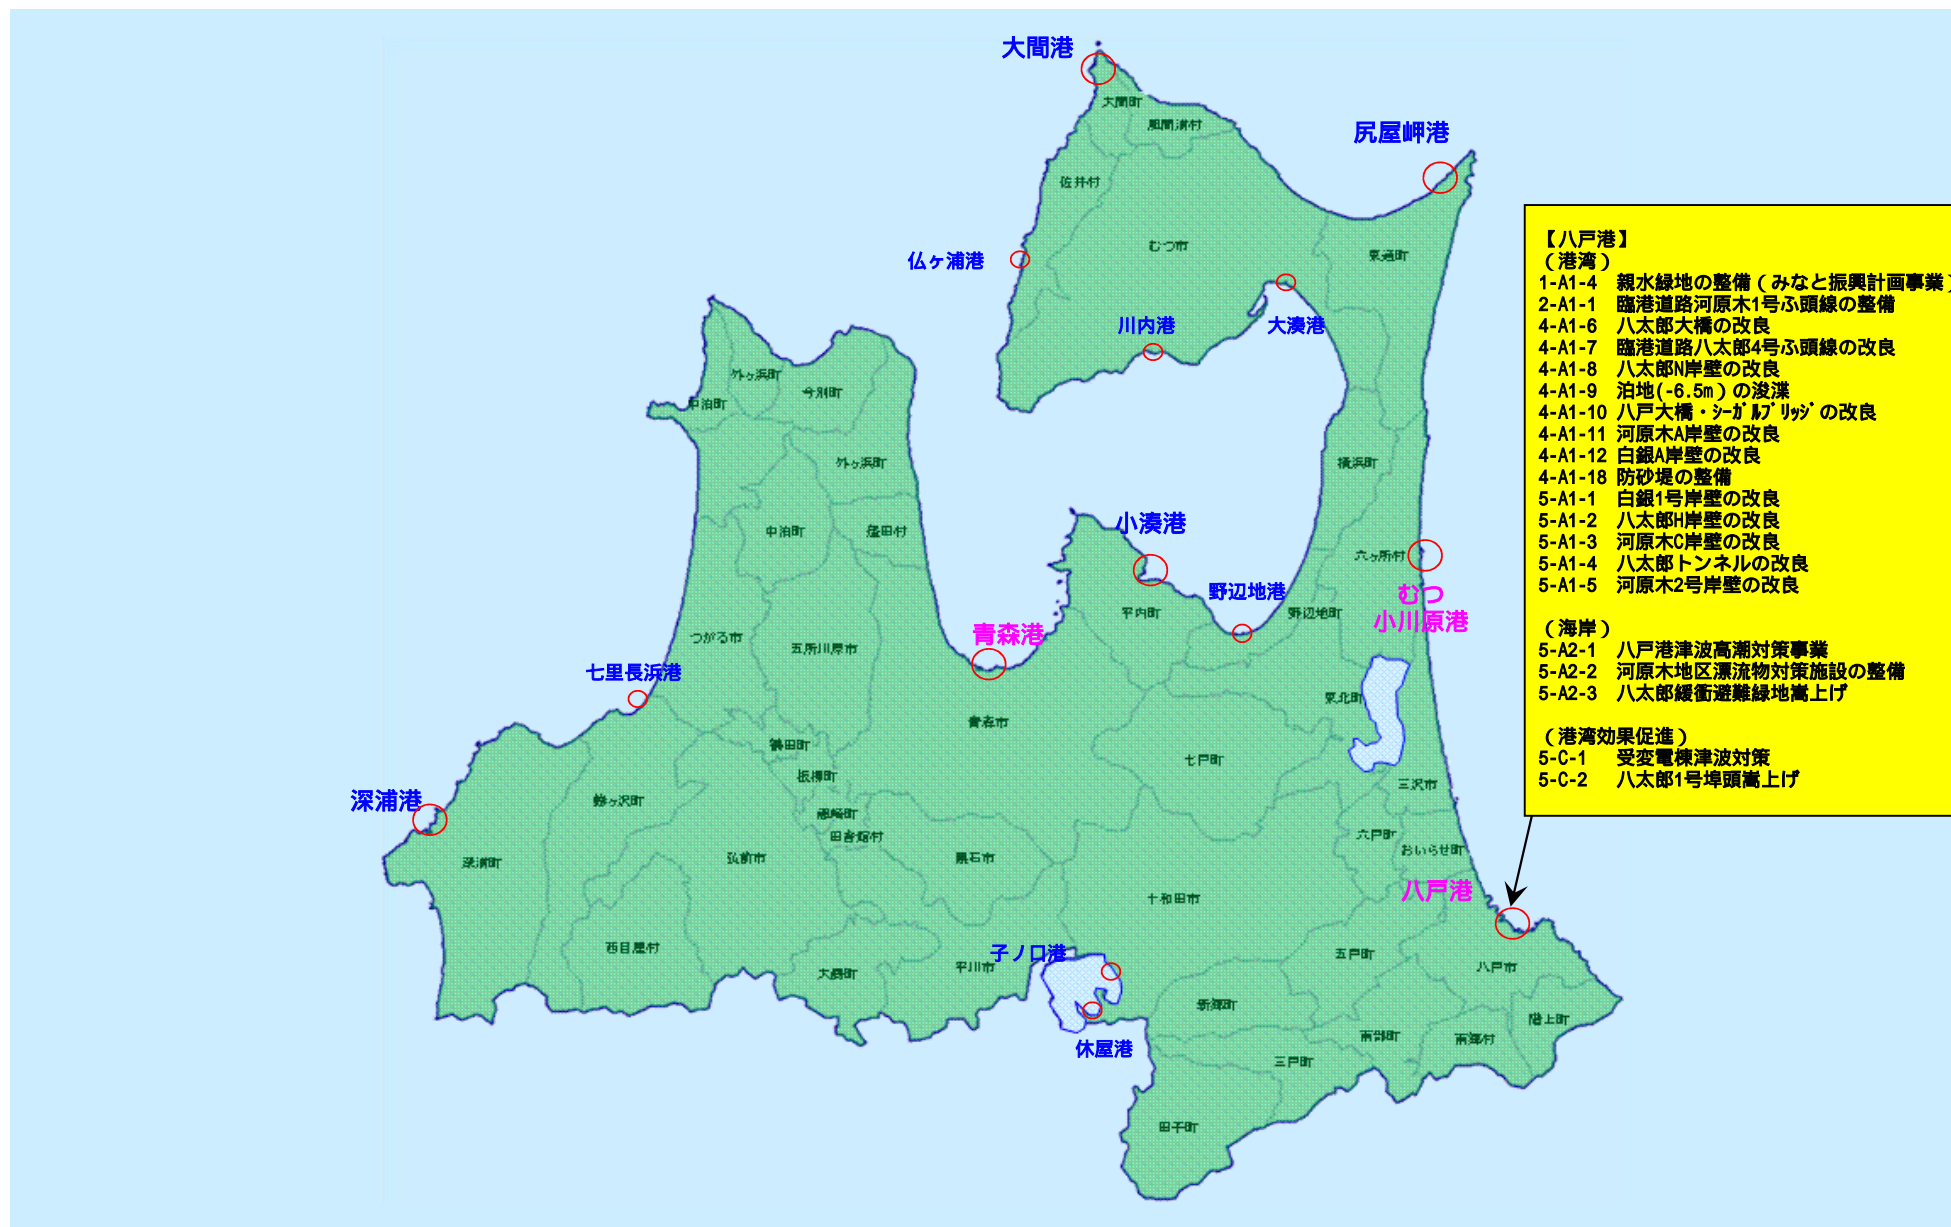 大間港
尻屋岬港
大間町
風間浦村
佐井村
むつ市
東通町
仏ヶ浦港
川内港
大湊港
【八戸港】
（港湾）
1-A1-4 親水緑地の整備（みなと振興計画事業）
2-A1-1 臨港道路河原木1号ふ頭線の整備
4-A1-6 八太郎大橋の改良
4-A1-7 臨港道路八太郎4号ふ頭線の改良
4-A1-8 八太郎N岸壁の改良
4-A1-9 泊地(-6.5m）の浚渫
4-A1-10 八戸大橋・ｼｰｶﾞﾙﾌﾞﾘｯｼﾞの改良
4-A1-11 河原木A岸壁の改良
4-A1-12 白銀A岸壁の改良
4-A1-18 防砂堤の整備
5-A1-1 白銀1号岸壁の改良
5-A1-2 八太郎H岸壁の改良
5-A1-3 河原木C岸壁の改良
5-A1-4 八太郎トンネルの改良
5-A1-5 河原木2号岸壁の改良
（海岸）
5-A2-1 八戸港津波高潮対策事業
5-A2-2 河原木地区漂流物対策施設の整備
5-A2-3 八太郎緩衝避難緑地嵩上げ
（港湾効果促進）
5-C-1 受変電棟津波対策
5-C-2 八太郎1号埠頭嵩上げ
外ヶ浜町
今別町
中泊町
外ヶ浜町
横浜町
小湊港
中泊町
蓬田村
六ヶ所村
野辺地港
むつ
小川原港
平内町
野辺地町
青森港
つがる市
五所川原市
七里長浜港
東北町
青森市
鶴田町
七戸町
板柳町
三沢市
深浦港
鰺ヶ沢町
藤崎町
田舎館村
六戸町
おいらせ町
深浦町
弘前市
黒石市
八戸港
十和田市
西目屋村
子ノ口港
五戸町
大鰐町
平川市
八戸市
新郷町
階上町
休屋港
南部町
南郷村
三戸町
田子町